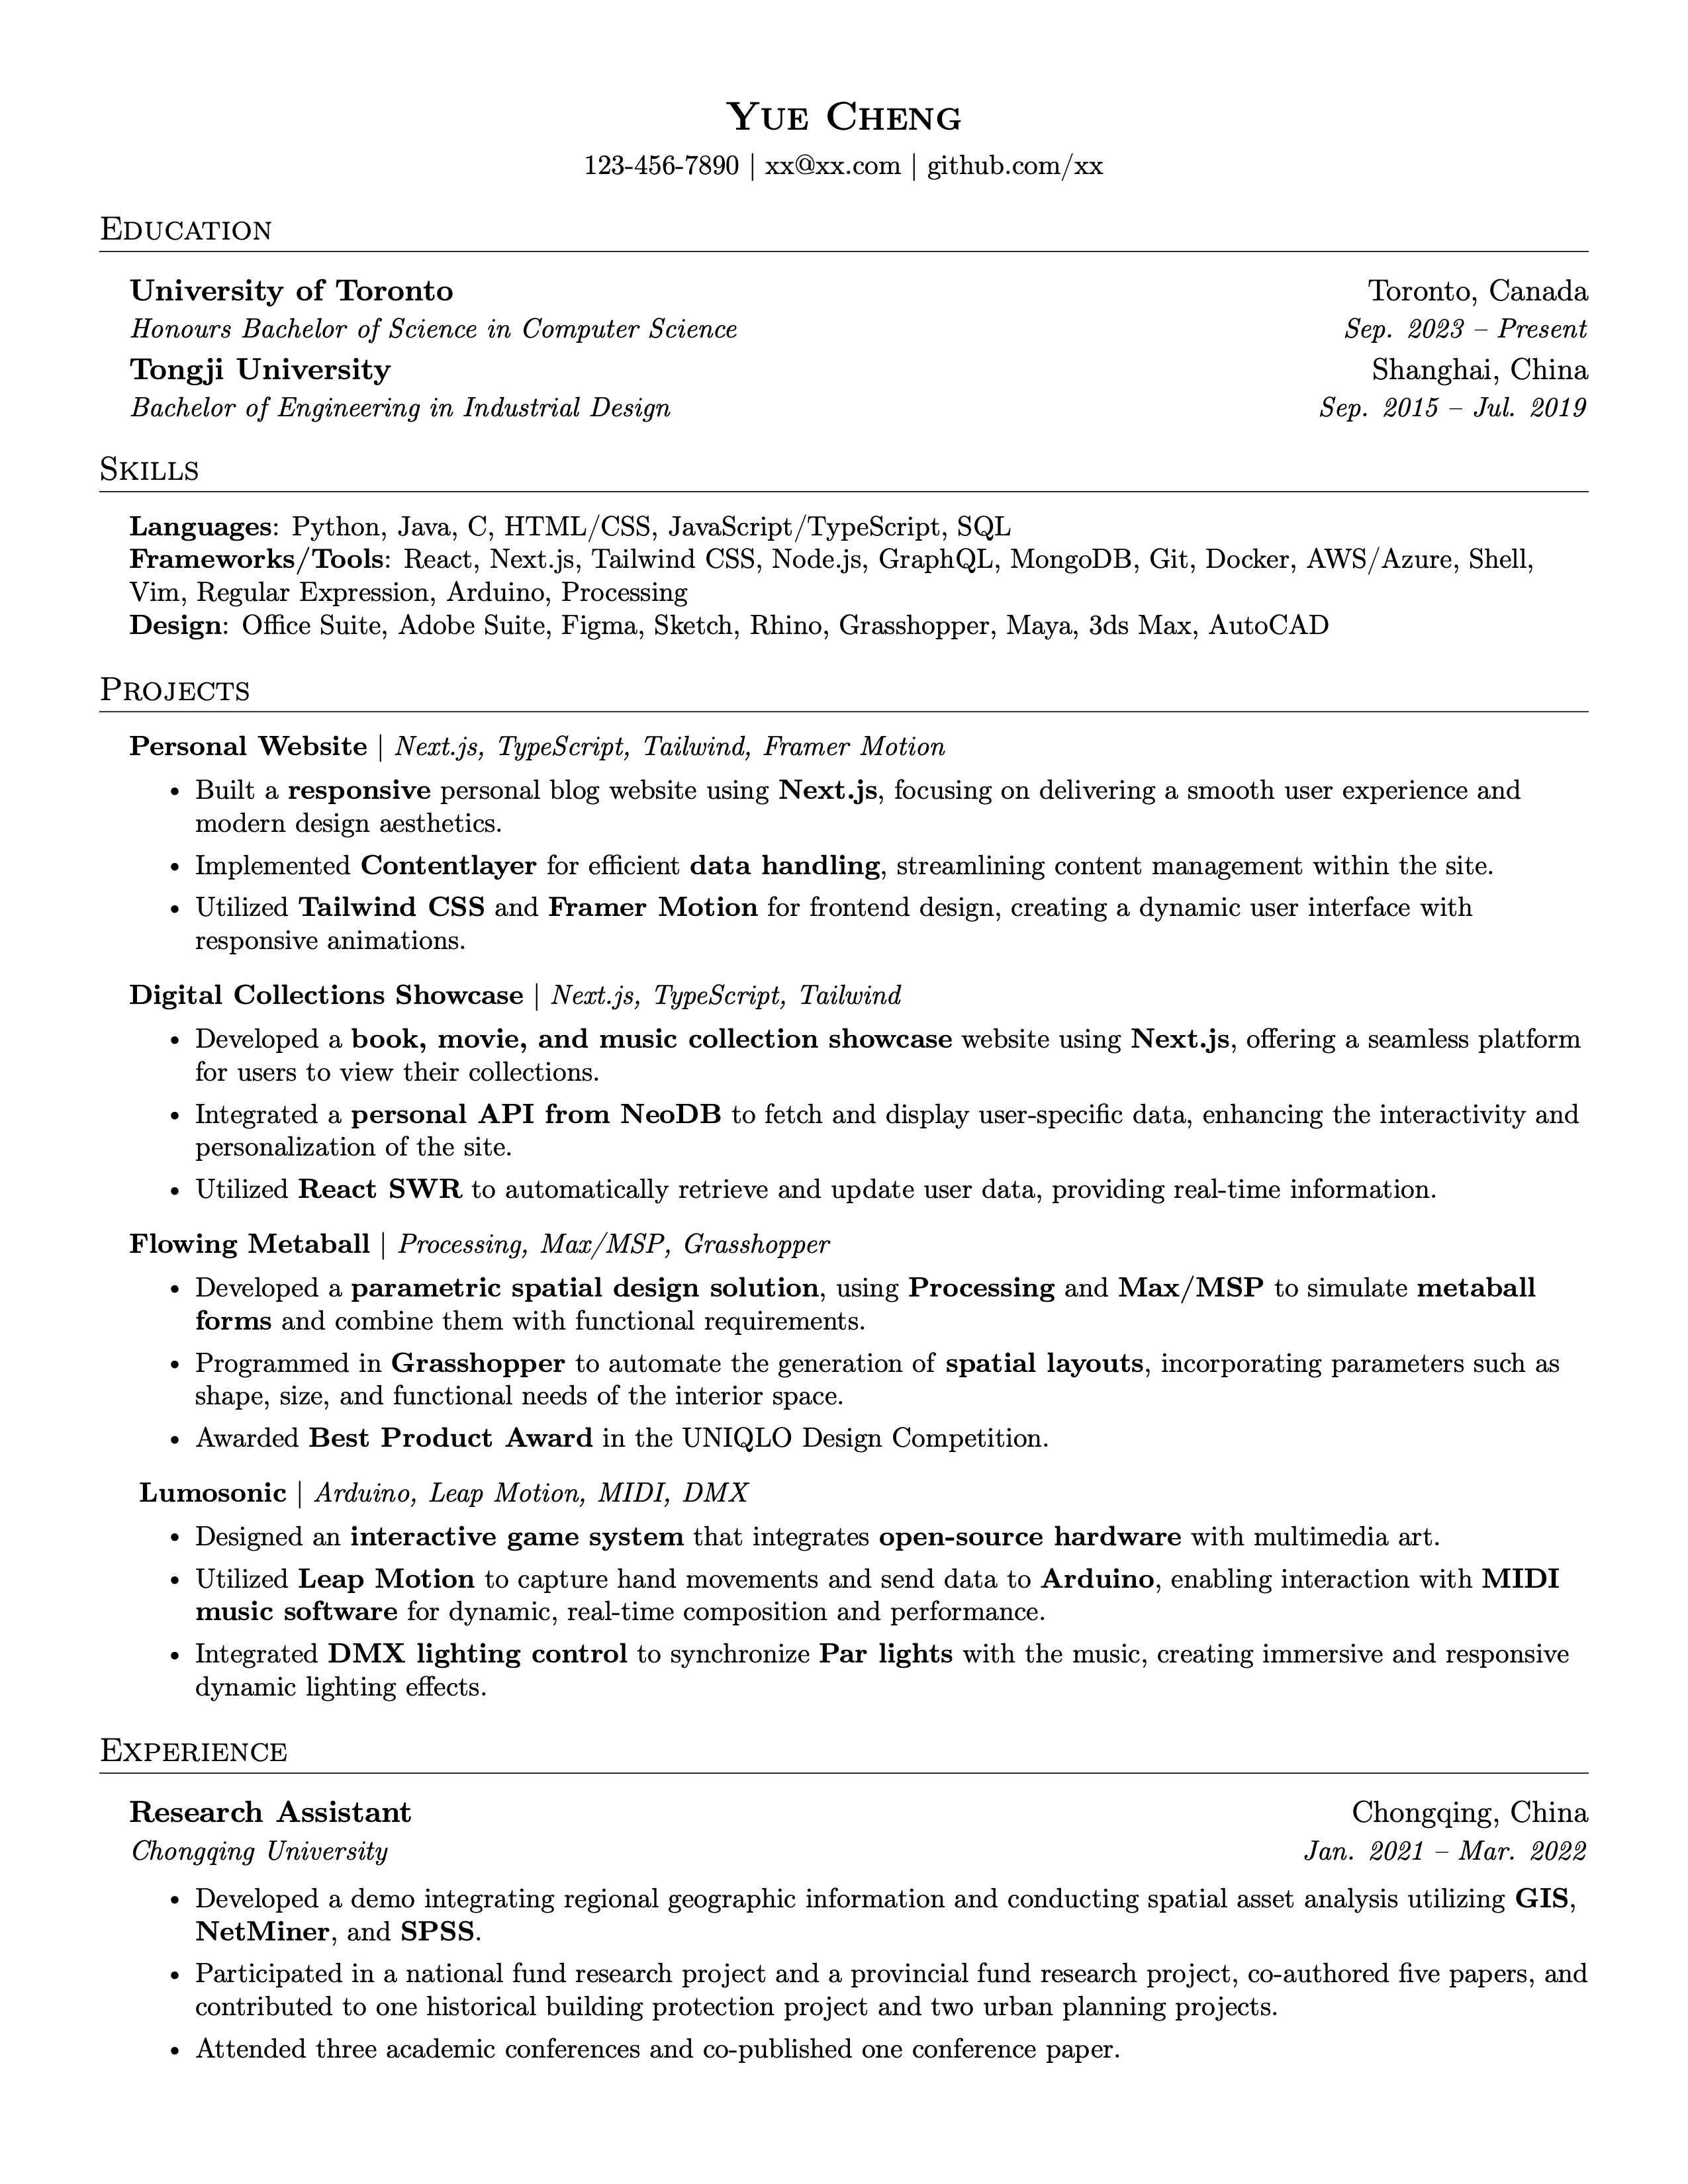 Yue Cheng
123-456-7890 | xx@xx.com | github.com/xx
Education
University of Toronto Toronto, Canada
Honours Bachelor of Science in Computer Science Sep. 2023 – Present
Tongji University Shanghai, China
Bachelor of Engineering in Industrial Design Sep. 2015 – Jul. 2019
Skills
Languages: Python, Java, C, HTML/CSS, JavaScript/TypeScript, SQL
Frameworks/Tools: React, Next.js, Tailwind CSS, Node.js, GraphQL, MongoDB, Git, Docker, AWS/Azure, Shell,
Vim, Regular Expression, Arduino, Processing
Design: Office Suite, Adobe Suite, Figma, Sketch, Rhino, Grasshopper, Maya, 3ds Max, AutoCAD
Projects
Personal Website | Next.js, TypeScript, Tailwind, Framer Motion
• Built a responsive personal blog website using Next.js, focusing on delivering a smooth user experience and
modern design aesthetics.
• Implemented Contentlayer for efficient data handling, streamlining content management within the site.
• Utilized Tailwind CSS and Framer Motion for frontend design, creating a dynamic user interface with
responsive animations.
Digital Collections Showcase | Next.js, TypeScript, Tailwind
• Developed a book, movie, and music collection showcase website using Next.js, offering a seamless platform
for users to view their collections.
• Integrated a personal API from NeoDB to fetch and display user-specific data, enhancing the interactivity and
personalization of the site.
• Utilized React SWR to automatically retrieve and update user data, providing real-time information.
Flowing Metaball | Processing, Max/MSP, Grasshopper
• Developed a parametric spatial design solution, using Processing and Max/MSP to simulate metaball
forms and combine them with functional requirements.
• Programmed in Grasshopper to automate the generation of spatial layouts, incorporating parameters such as
shape, size, and functional needs of the interior space.
• Awarded Best Product Award in the UNIQLO Design Competition.
Lumosonic | Arduino, Leap Motion, MIDI, DMX
• Designed an interactive game system that integrates open-source hardware with multimedia art.
• Utilized Leap Motion to capture hand movements and send data to Arduino, enabling interaction with MIDI
music software for dynamic, real-time composition and performance.
• Integrated DMX lighting control to synchronize Par lights with the music, creating immersive and responsive
dynamic lighting effects.
Experience
Research Assistant Chongqing, China
Chongqing University Jan. 2021 – Mar. 2022
• Developed a demo integrating regional geographic information and conducting spatial asset analysis utilizing GIS,
NetMiner, and SPSS.
• Participated in a national fund research project and a provincial fund research project, co-authored five papers, and
contributed to one historical building protection project and two urban planning projects.
• Attended three academic conferences and co-published one conference paper.